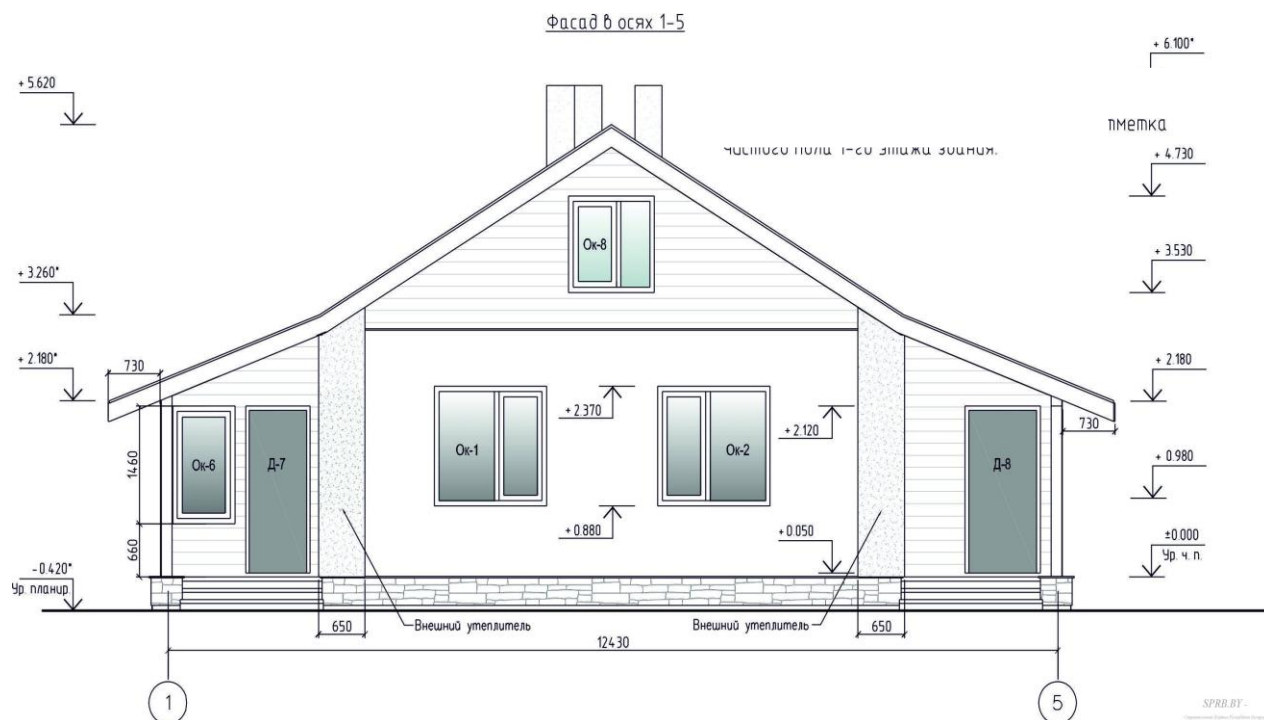 Фасад в осях 1-5
+ 6.100*
+ 5.620
пметка
чистого пола 1-го этажа здания.
+ 4.730
Ок-8
+ 3.260*
+ 3.530
+ 2.180*
730
+ 2.180
+ 2.370
+ 2.120
730
1460
Ок-6
Д-7
Ок-1
Ок-2
Д-8
+ 0.980
660
+ 0.880
+ 0.050
±0.000
Ур. ч. п.
-0.420*
Ур. планир.
650
Внешний утеплитель
Внешний утеплитель
650
12430
1
5
SPRB.BY -